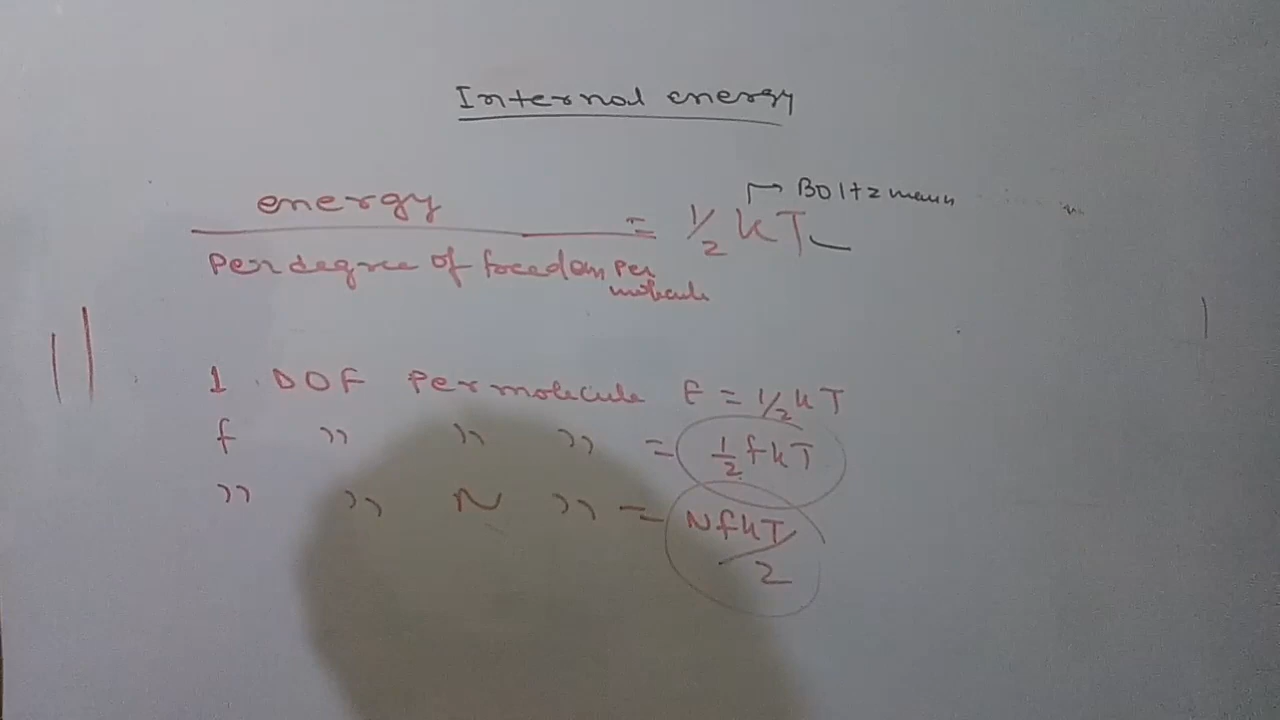 Internal energy
→ Boltzmann
energy / Per degree of freedom per molecule = 1/2 kT
1 DOF Per molecule E = 1/2 kT
f ,, ,, ,, = 1/2 fkT
,, ,, N ,, = NfkT/2